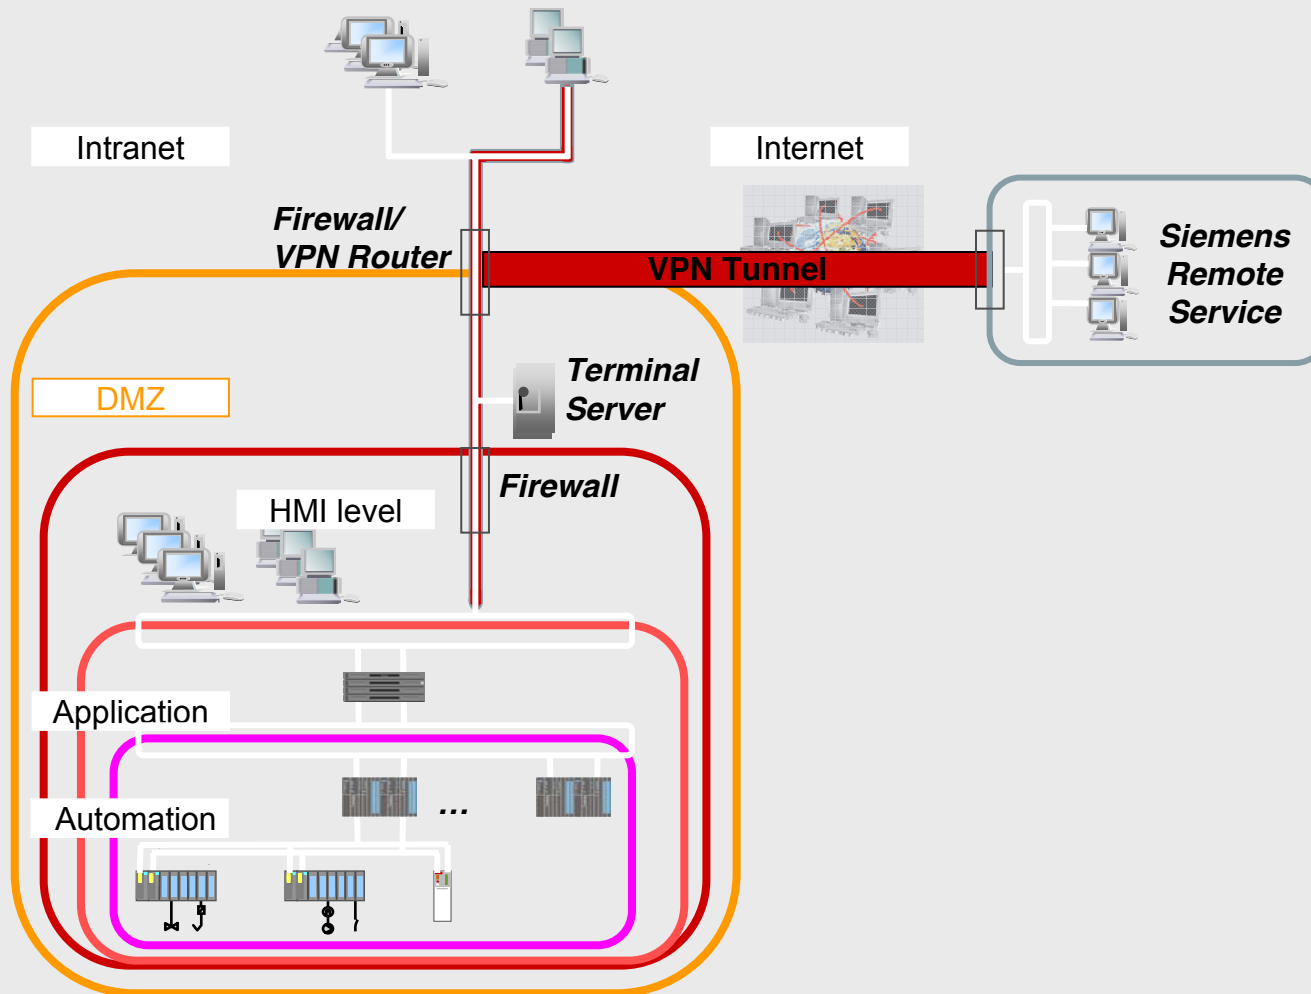 Intranet
Internet
Firewall/
VPN Router
VPN Tunnel
Siemens
Remote
Service
DMZ
Terminal
Server
Firewall
HMI level
Application
Automation
...